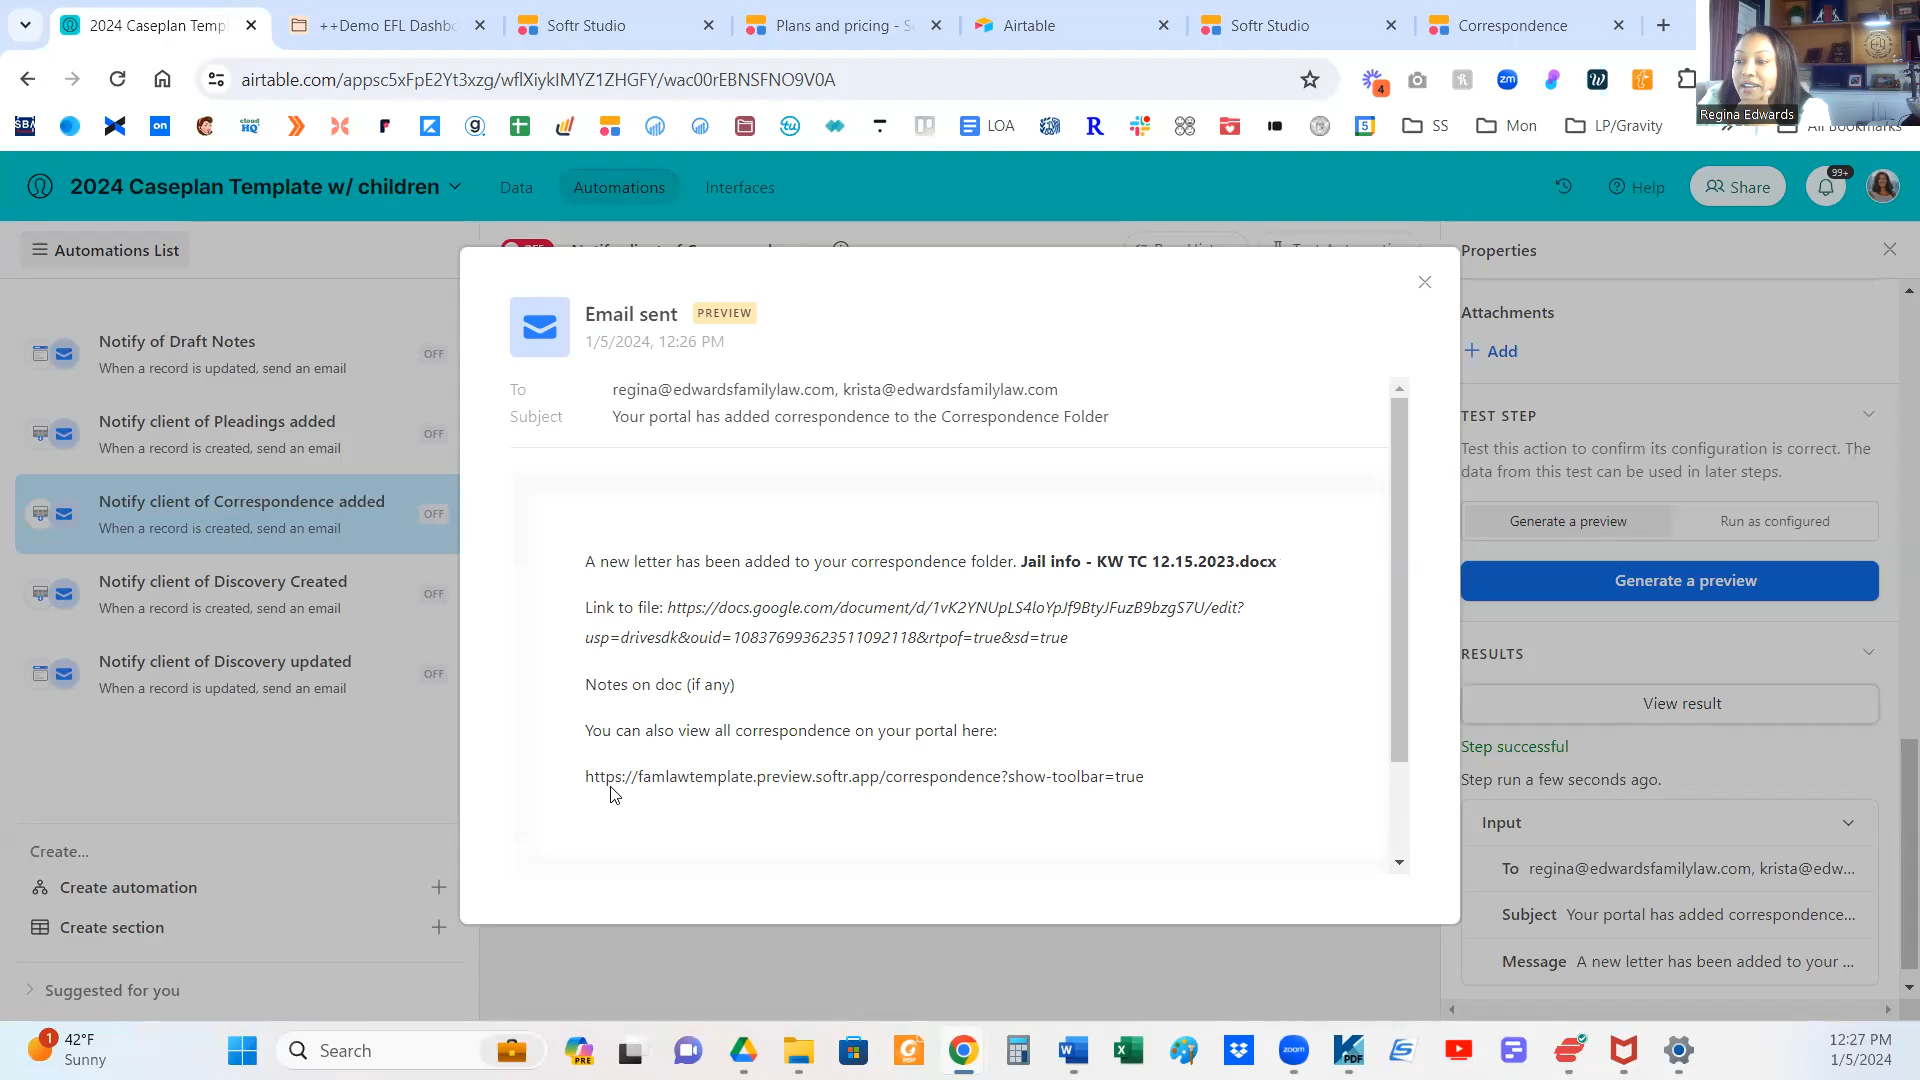 2024 Caseplan Temp
++Demo EFL Dashbo
Softr Studio
Plans and pricing - S
Airtable
Softr Studio
Correspondence
airtable.com/appsc5xFpE2Yt3xzg/wflXiykIMYZ1ZHGFY/wac00rEBNSFNO9V0A
4
zm
Regina Edwards
SBA
on
cloud HQ
LOA
5
SS
Mon
LP/Gravity
All Bookmarks
2024 Caseplan Template w/ children
Data
Automations
Interfaces
Help
Share
99+
Automations List
Properties
Notify of Draft Notes
When a record is updated, send an email
OFF
Notify client of Pleadings added
When a record is created, send an email
OFF
Notify client of Correspondence added
When a record is created, send an email
OFF
Notify client of Discovery Created
When a record is created, send an email
OFF
Notify client of Discovery updated
When a record is updated, send an email
OFF
Create...
Create automation
Create section
Suggested for you
Email sent
PREVIEW
1/5/2024, 12:26 PM
To
regina@edwardsfamilylaw.com, krista@edwardsfamilylaw.com
Subject
Your portal has added correspondence to the Correspondence Folder
A new letter has been added to your correspondence folder. Jail info - KW TC 12.15.2023.docx
Link to file: https://docs.google.com/document/d/1vK2YNUpLS4loYpJf9BtyJFuzB9bzgS7U/edit?
usp=drivesdk&ouid=108376993623511092118&rtpof=true&sd=true
Notes on doc (if any)
You can also view all correspondence on your portal here:
https://famlawtemplate.preview.softr.app/correspondence?show-toolbar=true
Attachments
Add
TEST STEP
Test this action to confirm its configuration is correct. The
data from this test can be used in later steps.
Generate a preview
Run as configured
Generate a preview
RESULTS
View result
Step successful
Step run a few seconds ago.
Input
To regina@edwardsfamilylaw.com, krista@edw...
Subject Your portal has added correspondence...
Message A new letter has been added to your ...
1
42°F
Sunny
Search
PRE
zoom
PDF
12:27 PM
1/5/2024